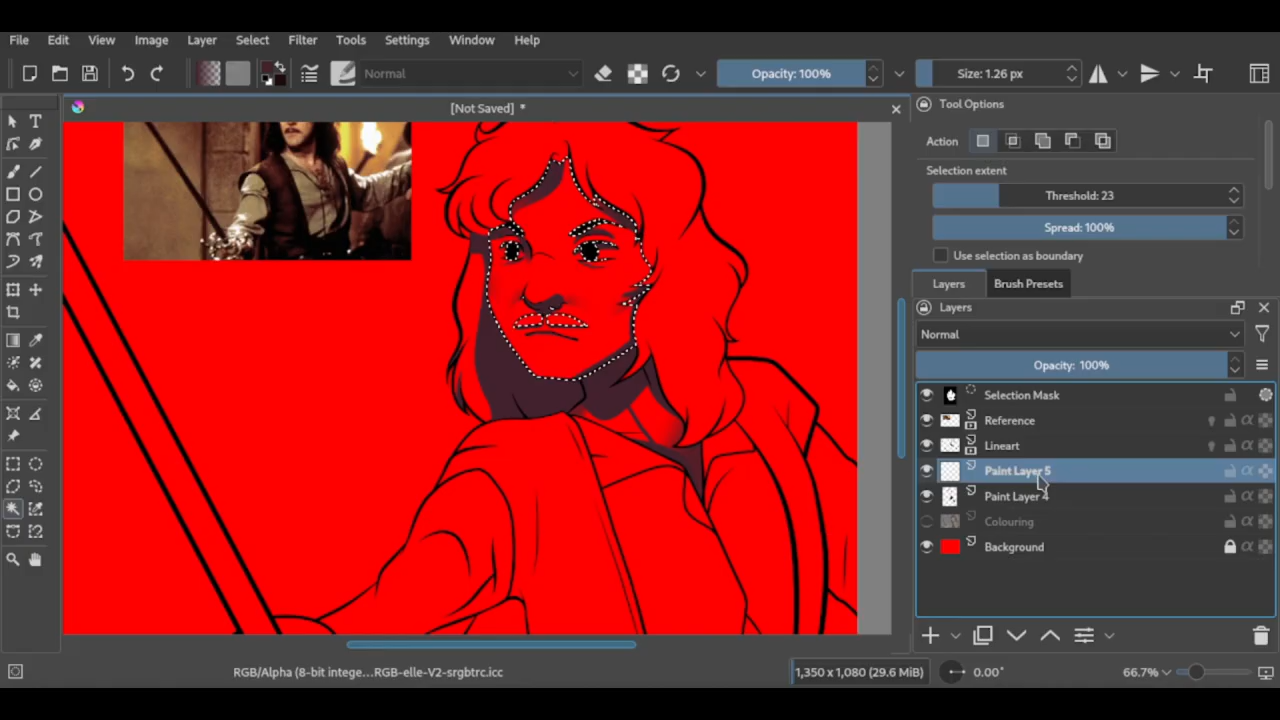 File Edit View Image Layer Select Filter Tools Settings Window Help
Normal Opacity: 100% Size: 1.26 px
[Not Saved] *
Tool Options
Action
Selection extent
Threshold: 23
Spread: 100%
Use selection as boundary
Layers Brush Presets
Layers
Normal
Opacity: 100%
Selection Mask
Reference
Lineart
Paint Layer 5
Paint Layer 4
Colouring
Background
RGB/Alpha (8-bit intege...RGB-elle-V2-srgbtrc.icc 1,350 x 1,080 (29.6 MiB) 0.00° 66.7%